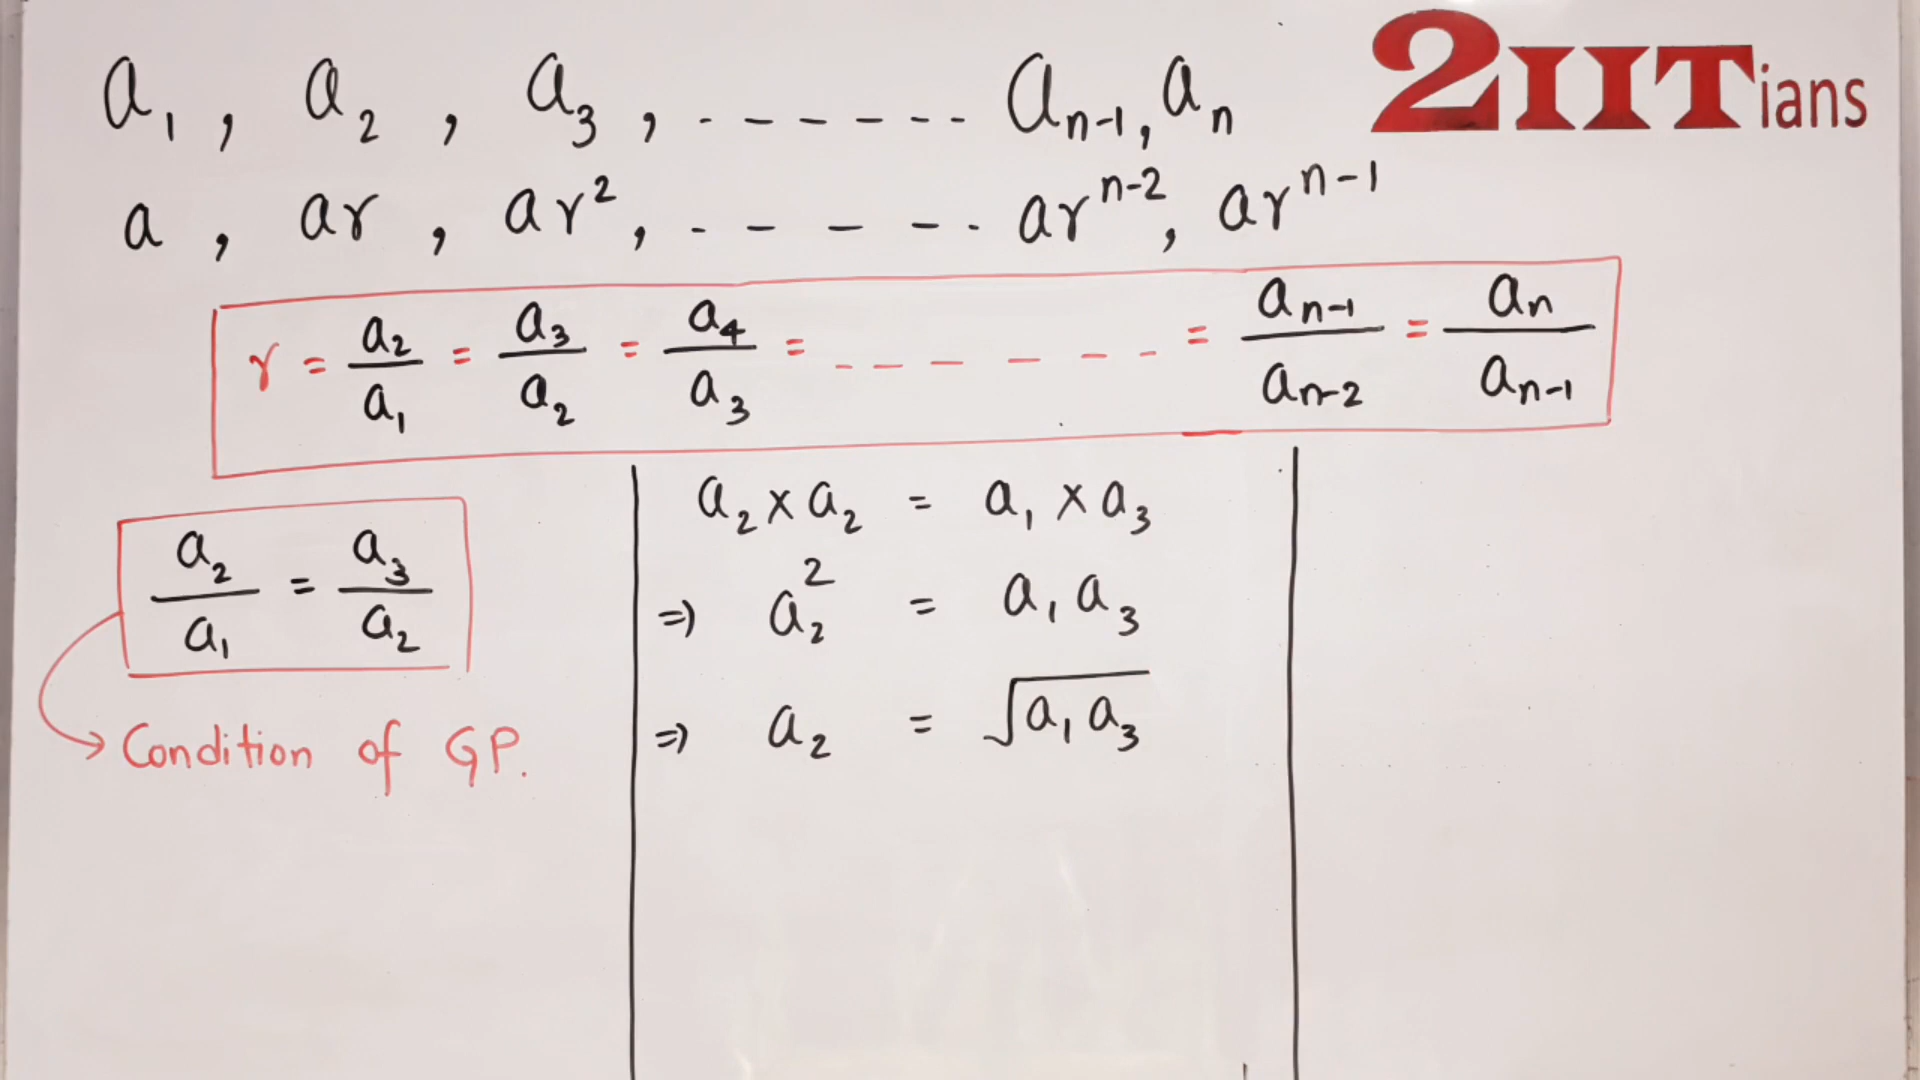 a₁, a₂, a₃, ------- aₙ₋₁, aₙ
2IITians
a, ar, ar², ------ arⁿ⁻², arⁿ⁻¹
r = a₂/a₁ = a₃/a₂ = a₄/a₃ = ------ = aₙ₋₁/aₙ₋₂ = aₙ/aₙ₋₁
a₂/a₁ = a₃/a₂
Condition of GP.
a₂ × a₂ = a₁ × a₃
⇒ a₂² = a₁ a₃
⇒ a₂ = √(a₁ a₃)